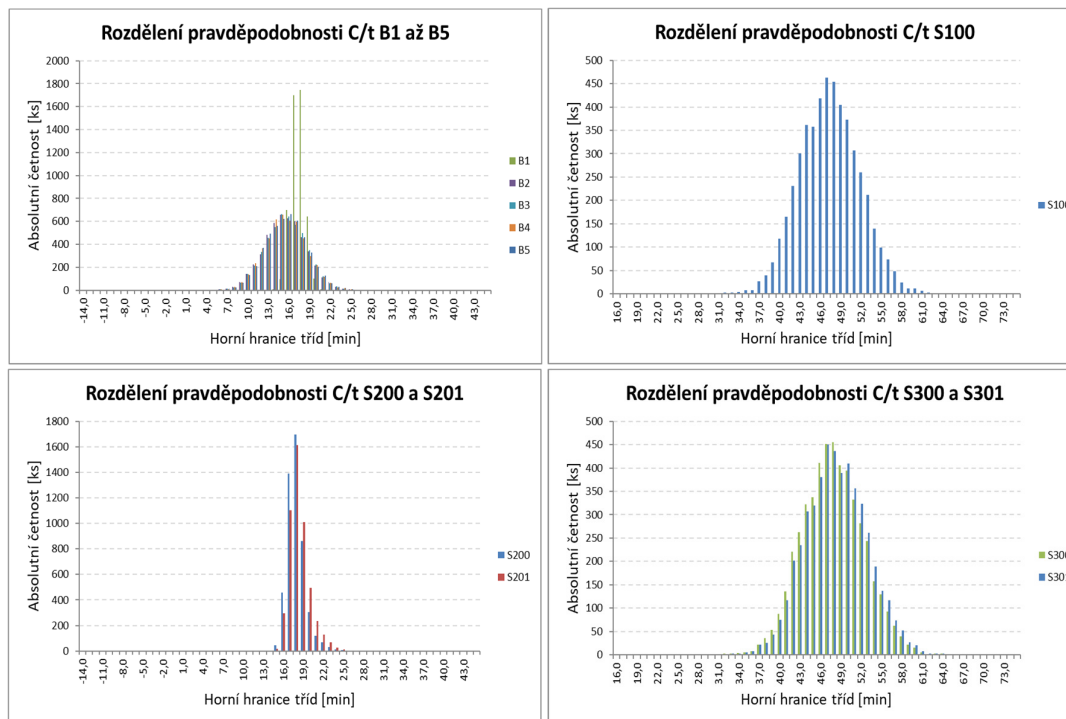 Rozdělení pravděpodobnosti C/t B1 až B5
Absolutní četnost [ks]
2000
1800
1600
1400
1200
1000
800
600
400
200
0
-14,0 -11,0 -8,0 -5,0 -2,0 1,0 4,0 7,0 10,0 13,0 16,0 19,0 22,0 25,0 28,0 31,0 34,0 37,0 40,0 43,0
Horní hranice tříd [min]
B1
B2
B3
B4
B5
Rozdělení pravděpodobnosti C/t S100
Absolutní četnost [ks]
500
450
400
350
300
250
200
150
100
50
0
16,0 19,0 22,0 25,0 28,0 31,0 34,0 37,0 40,0 43,0 46,0 49,0 52,0 55,0 58,0 61,0 64,0 67,0 70,0 73,0
Horní hranice tříd [min]
S100
Rozdělení pravděpodobnosti C/t S200 a S201
Absolutní četnost [ks]
1800
1600
1400
1200
1000
800
600
400
200
0
-14,0 -11,0 -8,0 -5,0 -2,0 1,0 4,0 7,0 10,0 13,0 16,0 19,0 22,0 25,0 28,0 31,0 34,0 37,0 40,0 43,0
Horní hranice tříd [min]
S200
S201
Rozdělení pravděpodobnosti C/t S300 a S301
Absolutní četnost [ks]
500
450
400
350
300
250
200
150
100
50
0
16,0 19,0 22,0 25,0 28,0 31,0 34,0 37,0 40,0 43,0 46,0 49,0 52,0 55,0 58,0 61,0 64,0 67,0 70,0 73,0
Horní hranice tříd [min]
S300
S301